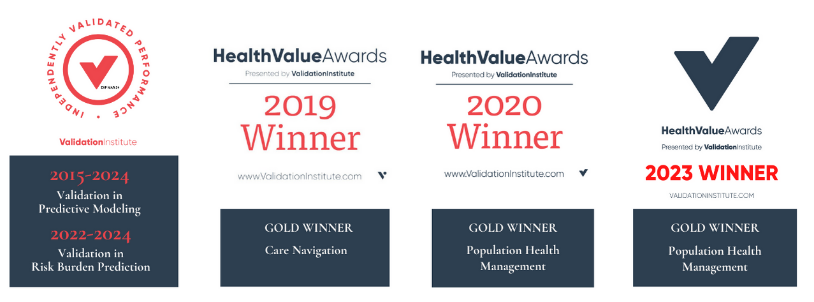 INDEPENDENTLY VALIDATED PERFORMANCE
ValidationInstitute
2015-2024
Validation in
Predictive Modeling
2022-2024
Validation in
Risk Burden Prediction
HealthValueAwards
Presented by ValidationInstitute
2019
Winner
www.ValidationInstitute.com
GOLD WINNER
Care Navigation
HealthValueAwards
Presented by ValidationInstitute
2020
Winner
www.ValidationInstitute.com
GOLD WINNER
Population Health
Management
HealthValueAwards
Presented by ValidationInstitute
2023 WINNER
VALIDATIONINSTITUTE.COM
GOLD WINNER
Population Health
Management